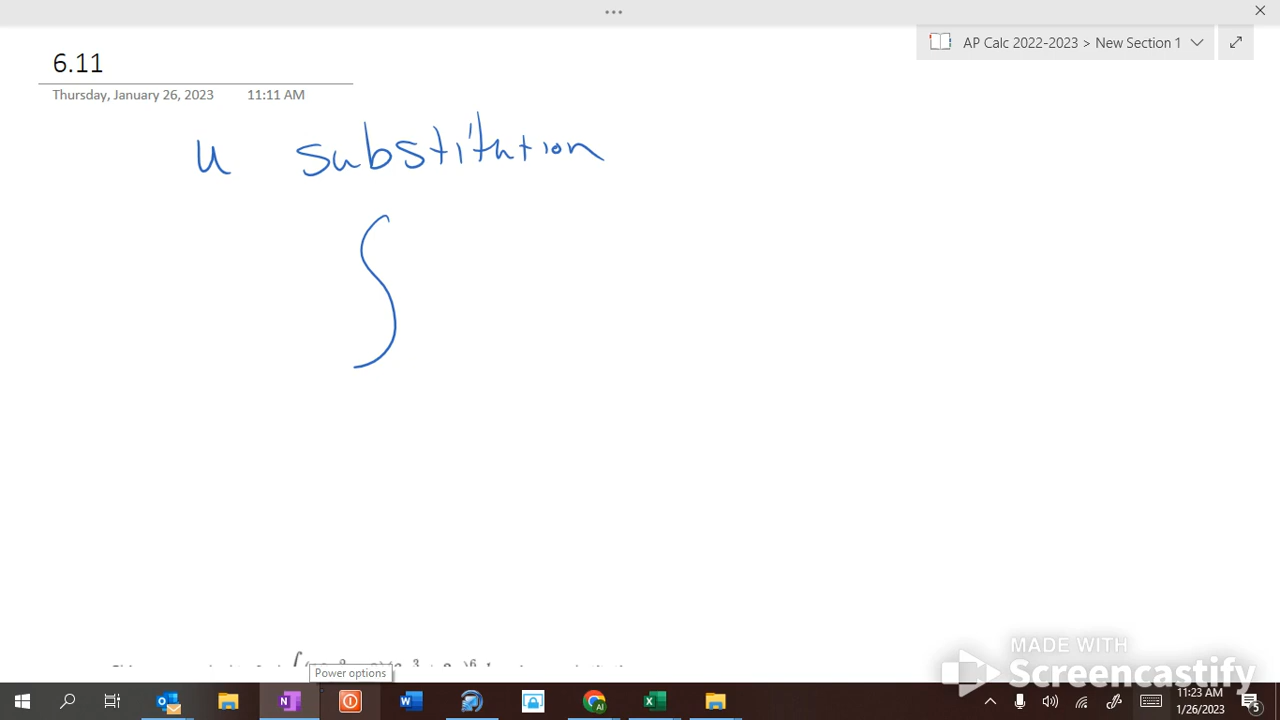 AP Calc 2022-2023 > New Section 1
6.11
Thursday, January 26, 2023 11:11 AM
u substitution
∫
Power options
MADE WITH
Screencastify
11:23 AM
1/26/2023
5